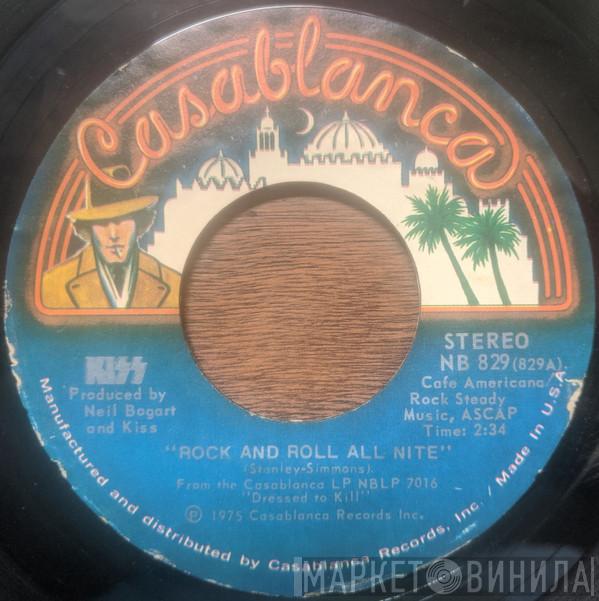 Casablanca
STEREO
NB 829 (829A)
Cafe Americana/
Rock Steady
Music, ASCAP
Time: 2:34
KISS
Produced by
Neil Bogart
and Kiss
"ROCK AND ROLL ALL NITE"
(Stanley-Simmons).
From the Casablanca LP NBLP 7016
"Dressed to Kill"
℗ 1975 Casablanca Records Inc.
Manufactured and distributed by Casablanca Records, Inc. / Made In U.S.A.
МАРКЕТ ВИНИЛА